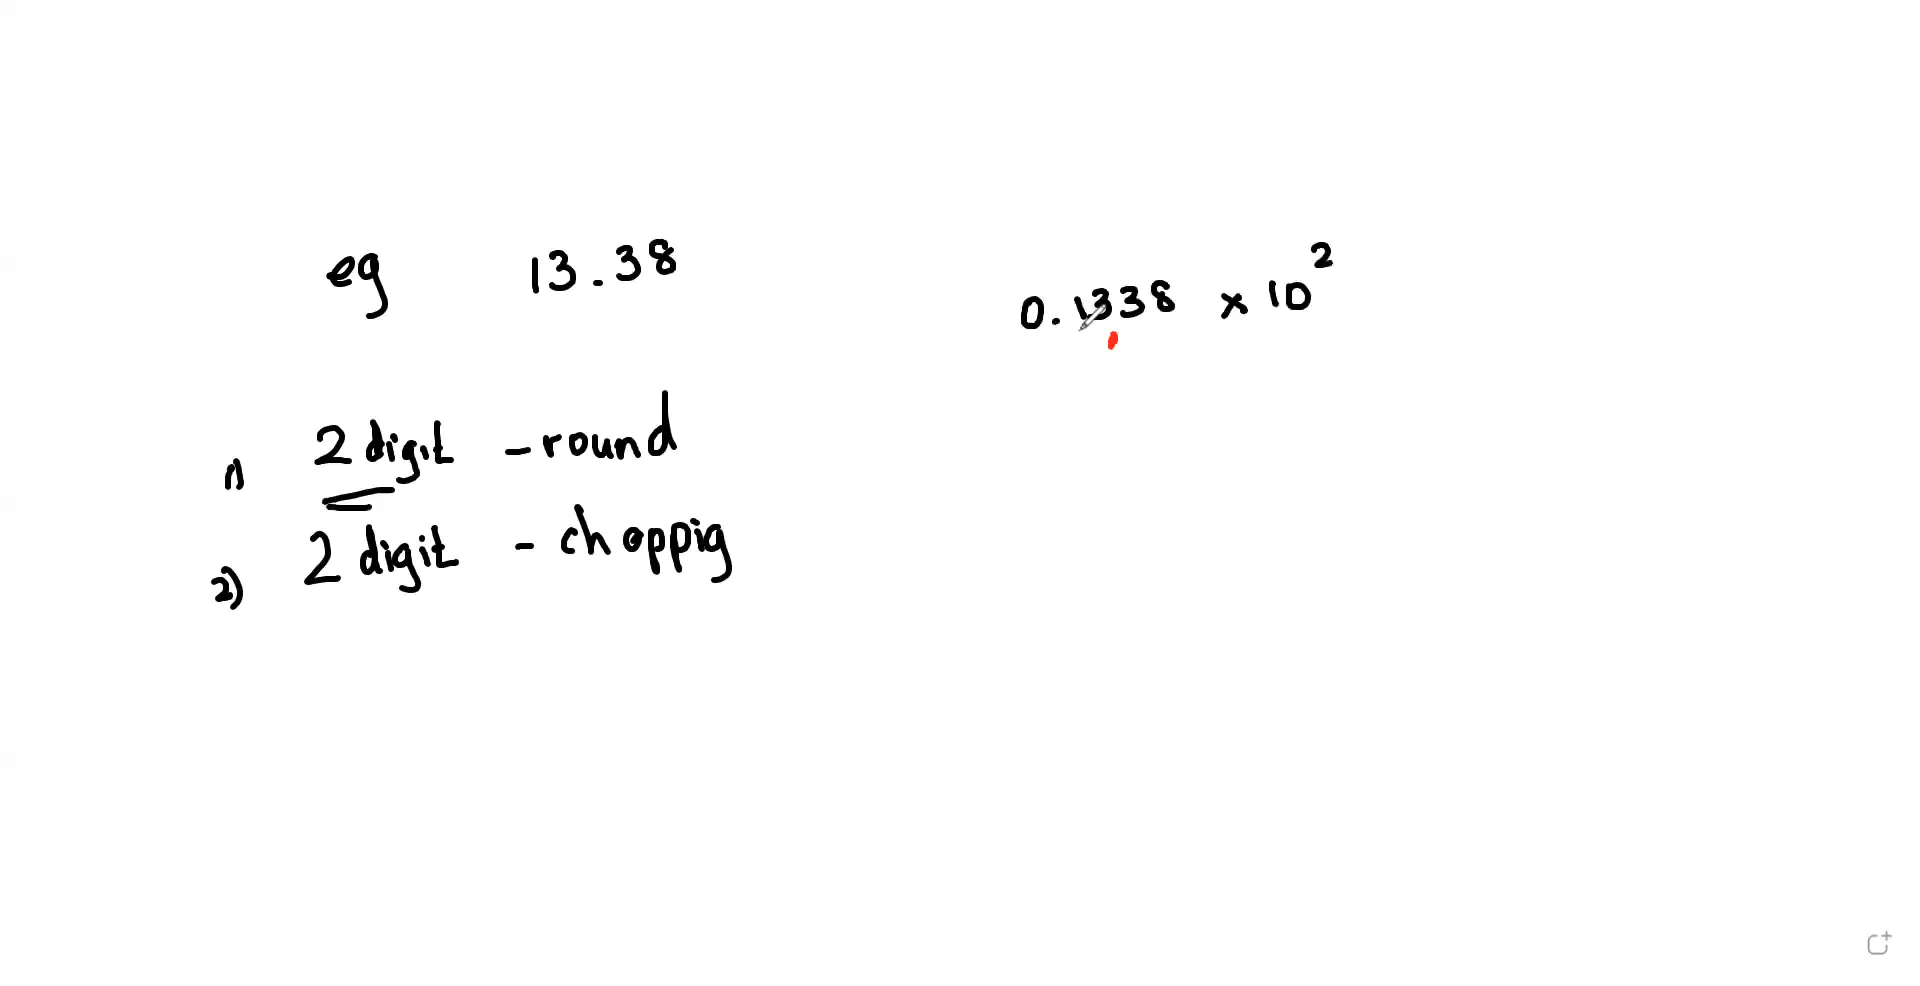 eg 13.38 0.1338 x 10²
1) 2 digit - round
2) 2 digit - choppig